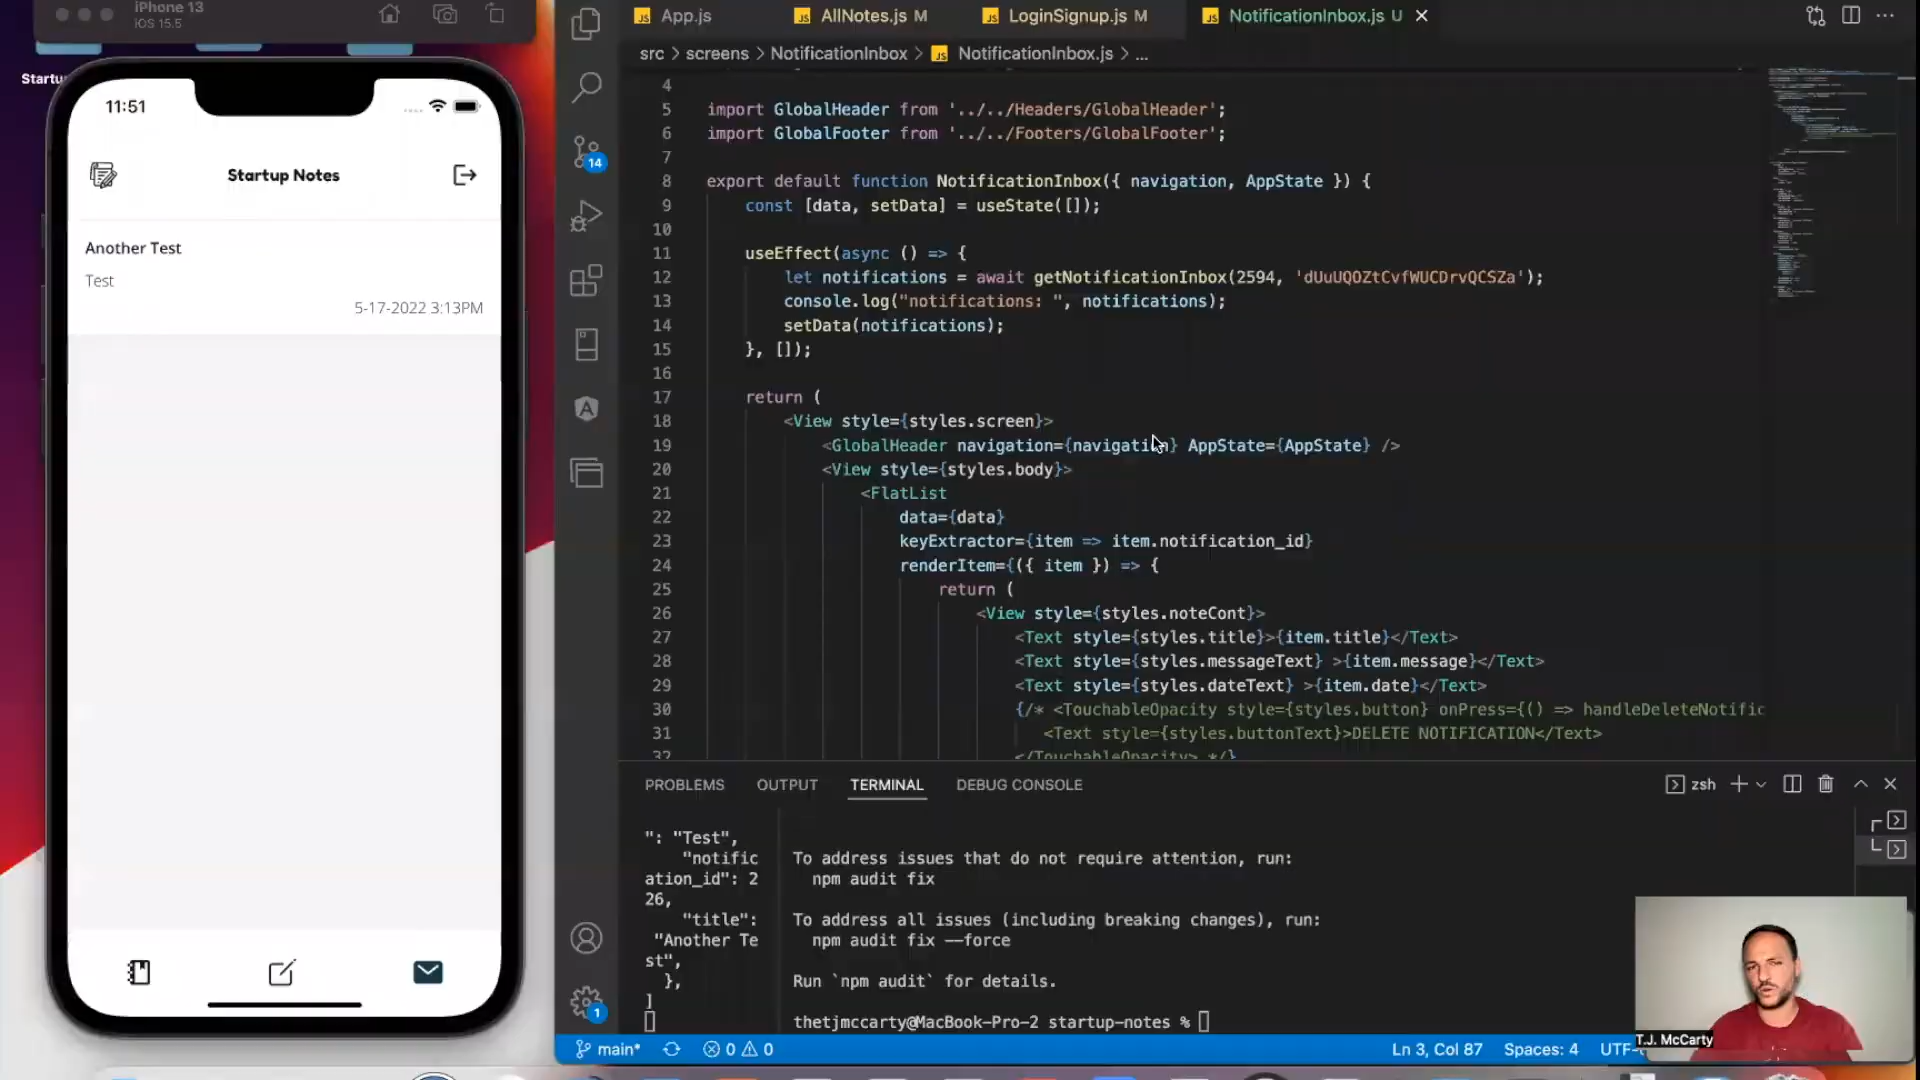 iPhone 13
iOS 15.5
11:51
Startup Notes
Another Test
Test
5-17-2022 3:13PM
App.js
AllNotes.js M
LoginSignup.js M
NotificationInbox.js U
src > screens > NotificationInbox > NotificationInbox.js > ...
14
1
4
5 import GlobalHeader from '../../Headers/GlobalHeader';
6 import GlobalFooter from '../../Footers/GlobalFooter';
7
8 export default function NotificationInbox({ navigation, AppState }) {
9 const [data, setData] = useState([]);
10
11 useEffect(async () => {
12 let notifications = await getNotificationInbox(2594, 'dUuUQOZtCvfWUCDrvQCSZa');
13 console.log("notifications: ", notifications);
14 setData(notifications);
15 }, []);
16
17 return (
18 <View style={styles.screen}>
19 <GlobalHeader navigation={navigation} AppState={AppState} />
20 <View style={styles.body}>
21 <FlatList
22 data={data}
23 keyExtractor={item => item.notification_id}
24 renderItem={({ item }) => {
25 return (
26 <View style={styles.noteCont}>
27 <Text style={styles.title}>{item.title}</Text>
28 <Text style={styles.messageText} >{item.message}</Text>
29 <Text style={styles.dateText} >{item.date}</Text>
30 {/* <TouchableOpacity style={styles.button} onPress={() => handleDeleteNotific
31 <Text style={styles.buttonText}>DELETE NOTIFICATION</Text>
32 </TouchableOpacity> */}
PROBLEMS OUTPUT TERMINAL DEBUG CONSOLE
zsh
": "Test",
"notific
ation_id": 2
26,
"title":
"Another Te
st",
},
]
To address issues that do not require attention, run:
npm audit fix
To address all issues (including breaking changes), run:
npm audit fix --force
Run `npm audit` for details.
thetjmccarty@MacBook-Pro-2 startup-notes %
T.J. McCarty
main*
0
0
Ln 3, Col 87
Spaces: 4